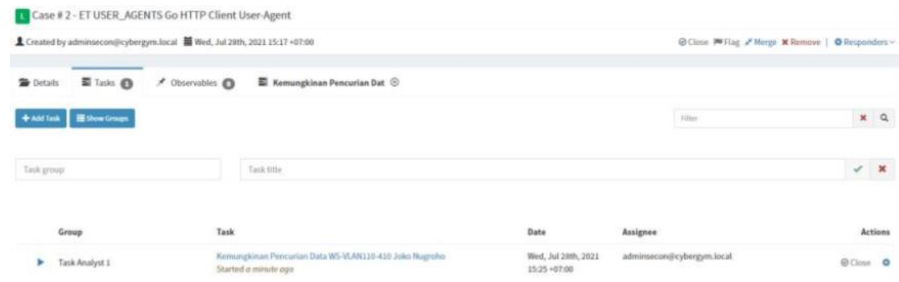 L Case # 2 - ET USER_AGENTS Go HTTP Client User-Agent
Created by adminsecon@cybergym.local Wed, Jul 28th, 2021 15:17 +07:00 Close Flag Merge Remove | Responders
Details Tasks 1 Observables 0 Kemungkinan Pencurian Dat
+ Add Task Show Groups Filter
Task group Task title
Group Task Date Assignee Actions
Task Analyst 1 Kemungkinan Pencurian Data WS-VLAN110-410 Joko Nugroho Wed, Jul 28th, 2021 adminsecon@cybergym.local Close
Started a minute ago 15:25 +07:00